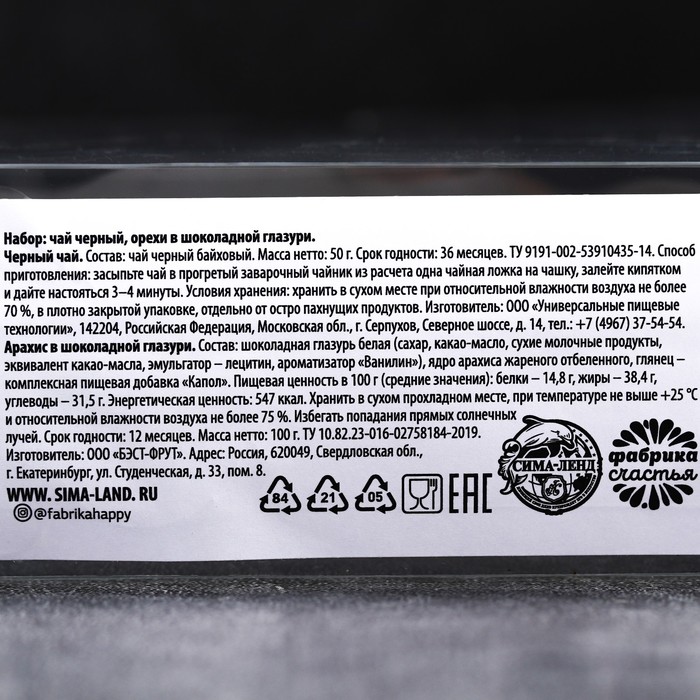 Набор: чай черный, орехи в шоколадной глазури.
Черный чай. Состав: чай черный байховый. Масса нетто: 50 г. Срок годности: 36 месяцев. ТУ 9191-002-53910435-14. Способ
приготовления: засыпьте чай в прогретый заварочный чайник из расчета одна чайная ложка на чашку, залейте кипятком
и дайте настояться 3–4 минуты. Условия хранения: хранить в сухом месте при относительной влажности воздуха не более
70 %, в плотно закрытой упаковке, отдельно от остро пахнущих продуктов. Изготовитель: ООО «Универсальные пищевые
технологии», 142204, Российская Федерация, Московская обл., г. Серпухов, Северное шоссе, д. 14, тел.: +7 (4967) 37-54-54.
Арахис в шоколадной глазури. Состав: шоколадная глазурь белая (сахар, какао-масло, сухие молочные продукты,
эквивалент какао-масла, эмульгатор – лецитин, ароматизатор «Ванилин»), ядро арахиса жареного отбеленного, глянец –
комплексная пищевая добавка «Капол». Пищевая ценность в 100 г (средние значения): белки – 14,8 г, жиры – 38,4 г,
углеводы – 31,5 г. Энергетическая ценность: 547 ккал. Хранить в сухом прохладном месте, при температуре не выше +25 °С
и относительной влажности воздуха не более 75 %. Избегать попадания прямых солнечных
лучей. Срок годности: 12 месяцев. Масса нетто: 100 г. ТУ 10.82.23-016-02758184-2019.
Изготовитель: ООО «БЭСТ-ФРУТ». Адрес: Россия, 620049, Свердловская обл.,
г. Екатеринбург, ул. Студенческая, д. 33, пом. 8.
WWW. SIMA-LAND.RU
@fabrikahappy
84 21 05 EAC
СИМА-ЛЕНД
фабрика
счастья